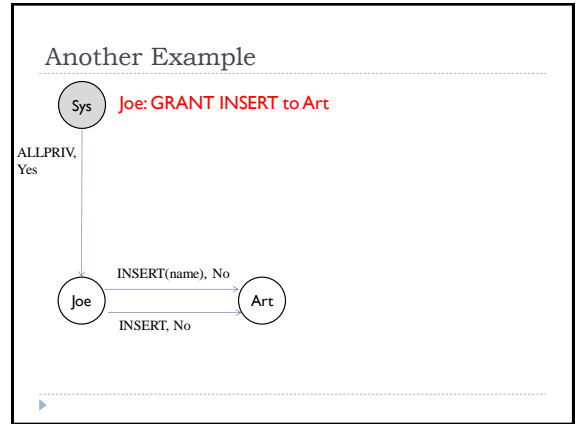 Another Example
Sys
Joe: GRANT INSERT to Art
ALLPRIV,
Yes
INSERT(name), No
Joe
Art
INSERT, No